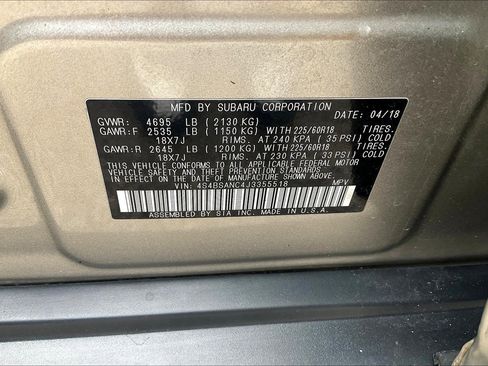 MFD BY SUBARU CORPORATION
GVWR: 4695 LB (2130 KG) DATE: 04/18
GAWR:F 2535 LB (1150 KG) WITH 225/60R18 TIRES.
18X7J RIMS. AT 240 KPA (35 PSI) COLD
GAWR:R 2645 LB (1200 KG) WITH 225/60R18 TIRES.
18X7J RIMS. AT 230 KPA (33 PSI) COLD
THIS VEHICLE CONFORMS TO ALL APPLICABLE FEDERAL MOTOR
VEHICLE SAFETY AND THEFT PREVENTION STANDARDS
IN EFFECT ON THE DATE OF MANUFACTURE SHOWN ABOVE.
VIN: 4S4BSANC4J3355518 MPV
ASSEMBLED BY SIA INC. MADE IN U.S.A.